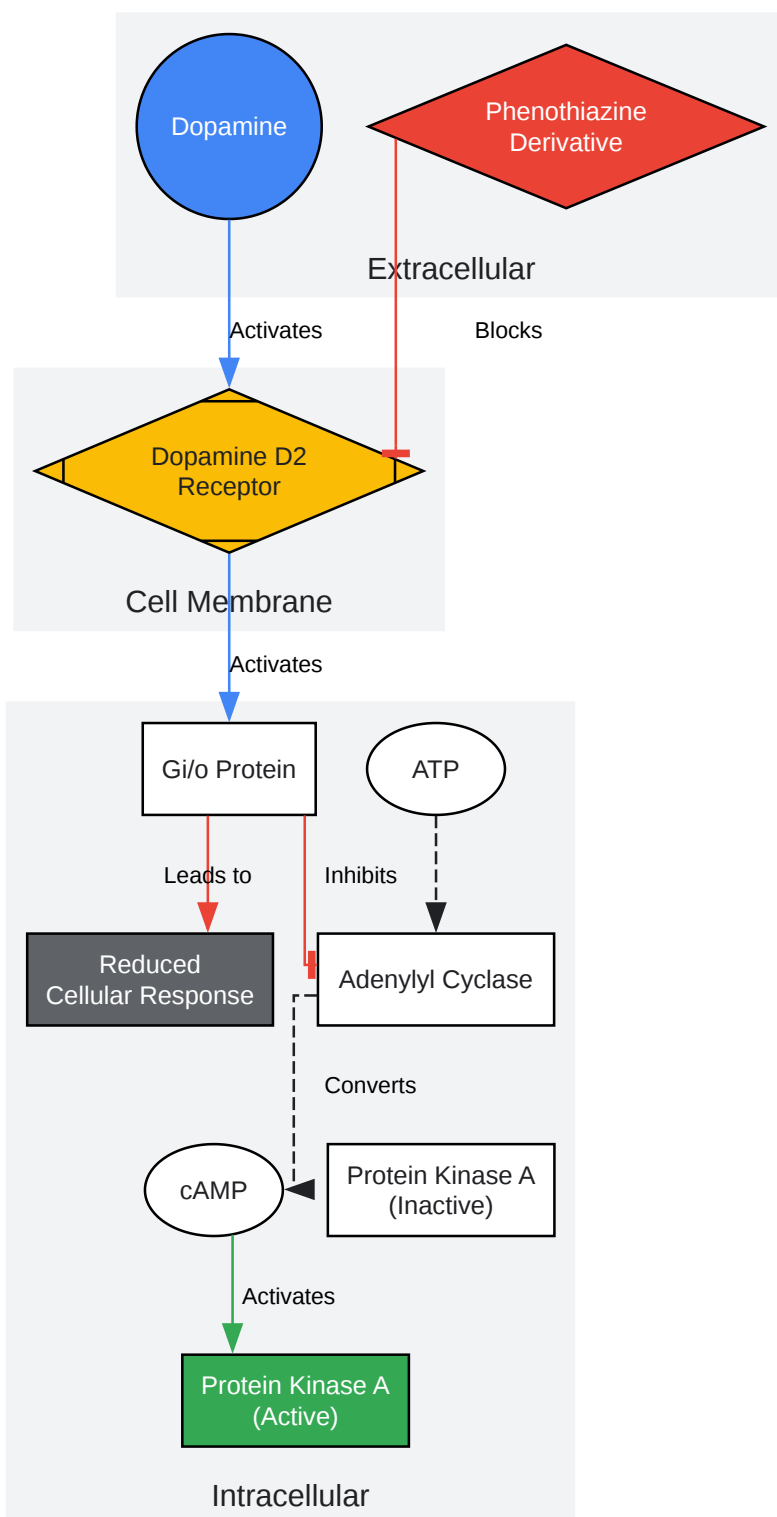 Dopamine
Phenothiazine
Derivative
Extracellular
Activates
Blocks
Dopamine D2
Receptor
Cell Membrane
Activates
Gi/o Protein
ATP
Leads to
Inhibits
Reduced
Cellular Response
Adenylyl Cyclase
Converts
cAMP
Protein Kinase A
(Inactive)
Activates
Protein Kinase A
(Active)
Intracellular